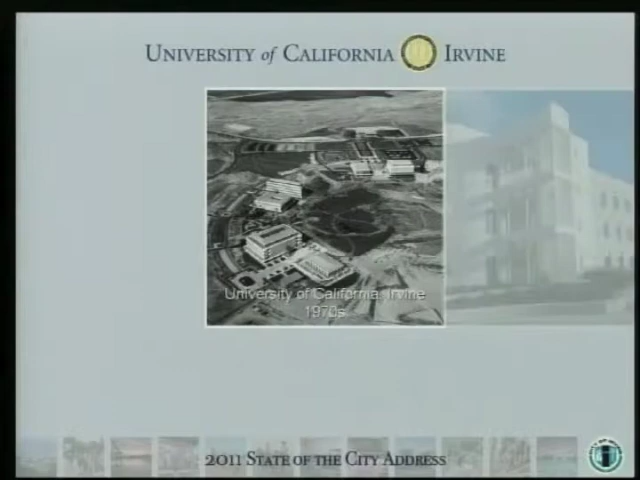 UNIVERSITY of CALIFORNIA IRVINE
University of California, Irvine
1970s
2011 STATE OF THE CITY ADDRESS